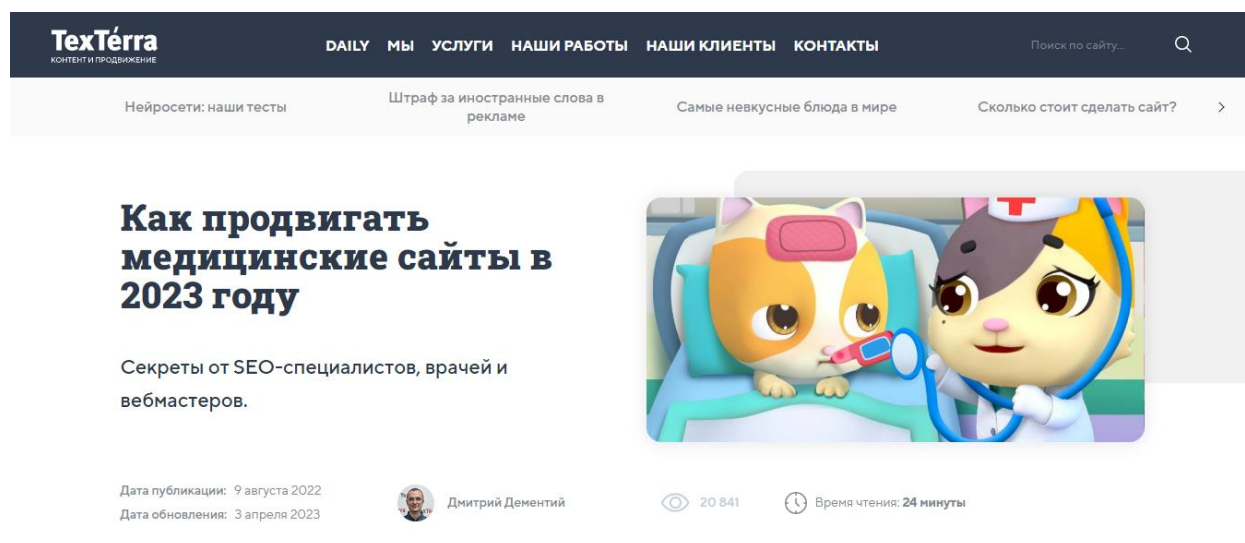 TexTérra
КОНТЕНТ И ПРОДВИЖЕНИЕ
DAILY МЫ УСЛУГИ НАШИ РАБОТЫ НАШИ КЛИЕНТЫ КОНТАКТЫ
Поиск по сайту...
Нейросети: наши тесты
Штраф за иностранные слова в
рекламе
Самые невкусные блюда в мире
Сколько стоит сделать сайт?
Как продвигать
медицинские сайты в
2023 году
Секреты от SEO-специалистов, врачей и
вебмастеров.
Дата публикации: 9 августа 2022
Дата обновления: 3 апреля 2023
Дмитрий Дементий
20 841
Время чтения: 24 минуты